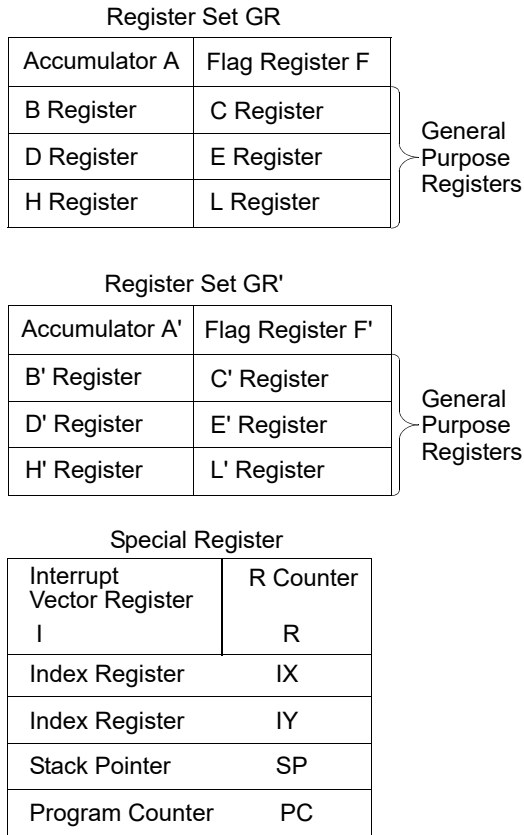 Register Set GR
Accumulator A Flag Register F
B Register C Register
D Register E Register
H Register L Register
General
Purpose
Registers
Register Set GR'
Accumulator A' Flag Register F'
B' Register C' Register
D' Register E' Register
H' Register L' Register
General
Purpose
Registers
Special Register
Interrupt
Vector Register
I
R Counter
R
Index Register IX
Index Register IY
Stack Pointer SP
Program Counter PC